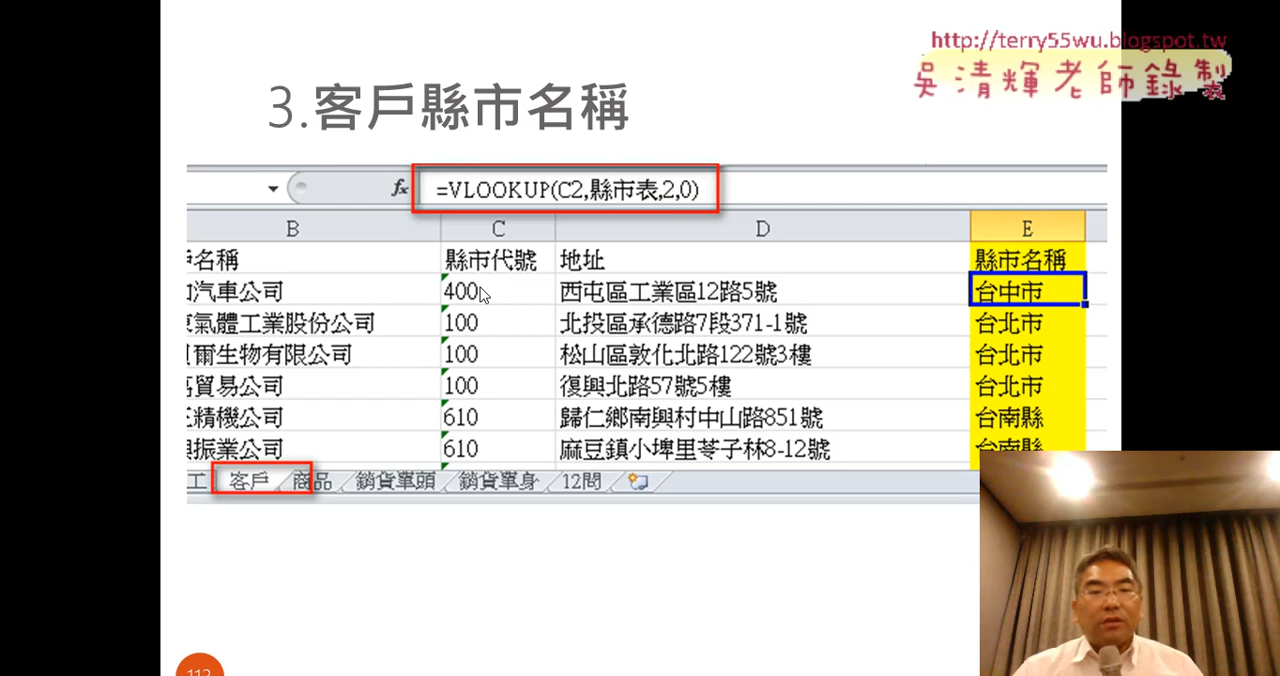 http://terry55wu.blogspot.tw
吳清輝老師錄製
3.客戶縣市名稱
fx =VLOOKUP(C2,縣市表,2,0)
B C D E
名稱 縣市代號 地址 縣市名稱
汽車公司 400 西屯區工業區12路5號 台中市
氣體工業股份公司 100 北投區承德路7段371-1號 台北市
爾生物有限公司 100 松山區敦化北路122號3樓 台北市
貿易公司 100 復興北路57號5樓 台北市
精機公司 610 歸仁鄉南興村中山路851號 台南縣
振業公司 610 麻豆鎮小埤里苓子林8-12號 台南縣
工 客戶 商品 銷貨單頭 銷貨單身 12問
113